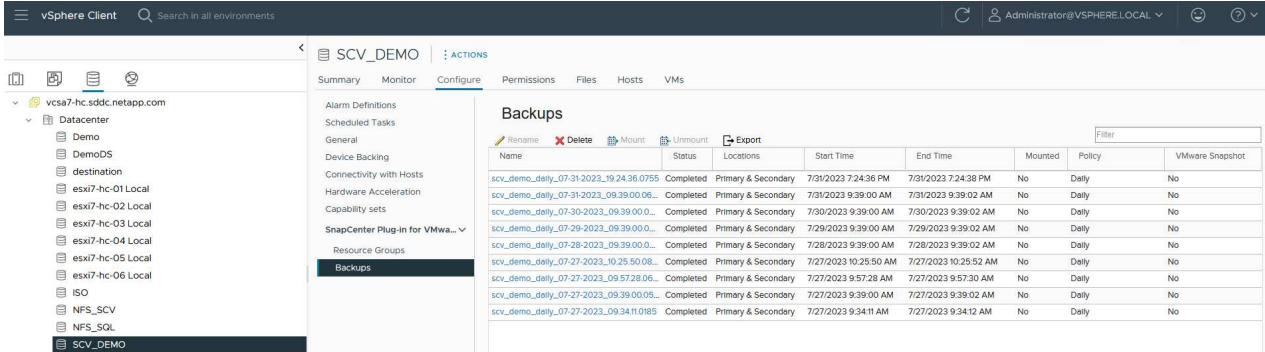 vSphere Client Search in all environments Administrator@VSPHERE.LOCAL
SCV_DEMO ACTIONS
Summary Monitor Configure Permissions Files Hosts VMs
vcsa7-hc.sddc.netapp.com
Datacenter
Demo
DemoDS
destination
esxi7-hc-01 Local
esxi7-hc-02 Local
esxi7-hc-03 Local
esxi7-hc-04 Local
esxi7-hc-05 Local
esxi7-hc-06 Local
ISO
NFS_SCV
NFS_SQL
SCV_DEMO
Alarm Definitions
Scheduled Tasks
General
Device Backing
Connectivity with Hosts
Hardware Acceleration
Capability sets
SnapCenter Plug-in for VMwa...
Resource Groups
Backups
Backups
Rename Delete Mount Unmount Export Filter
Name Status Locations Start Time End Time Mounted Policy VMware Snapshot
scv_demo_daily_07-31-2023_19.24.36.0755 Completed Primary & Secondary 7/31/2023 7:24:36 PM 7/31/2023 7:24:38 PM No Daily No
scv_demo_daily_07-31-2023_09.39.00.06... Completed Primary & Secondary 7/31/2023 9:39:00 AM 7/31/2023 9:39:02 AM No Daily No
scv_demo_daily_07-30-2023_09.39.00.0... Completed Primary & Secondary 7/30/2023 9:39:00 AM 7/30/2023 9:39:02 AM No Daily No
scv_demo_daily_07-29-2023_09.39.00.0... Completed Primary & Secondary 7/29/2023 9:39:00 AM 7/29/2023 9:39:02 AM No Daily No
scv_demo_daily_07-28-2023_09.39.00.0... Completed Primary & Secondary 7/28/2023 9:39:00 AM 7/28/2023 9:39:02 AM No Daily No
scv_demo_daily_07-27-2023_10.25.50.08... Completed Primary & Secondary 7/27/2023 10:25:50 AM 7/27/2023 10:25:52 AM No Daily No
scv_demo_daily_07-27-2023_09.57.28.06... Completed Primary & Secondary 7/27/2023 9:57:28 AM 7/27/2023 9:57:30 AM No Daily No
scv_demo_daily_07-27-2023_09.39.00.05... Completed Primary & Secondary 7/27/2023 9:39:00 AM 7/27/2023 9:39:02 AM No Daily No
scv_demo_daily_07-27-2023_09.34.11.0185 Completed Primary & Secondary 7/27/2023 9:34:11 AM 7/27/2023 9:34:12 AM No Daily No